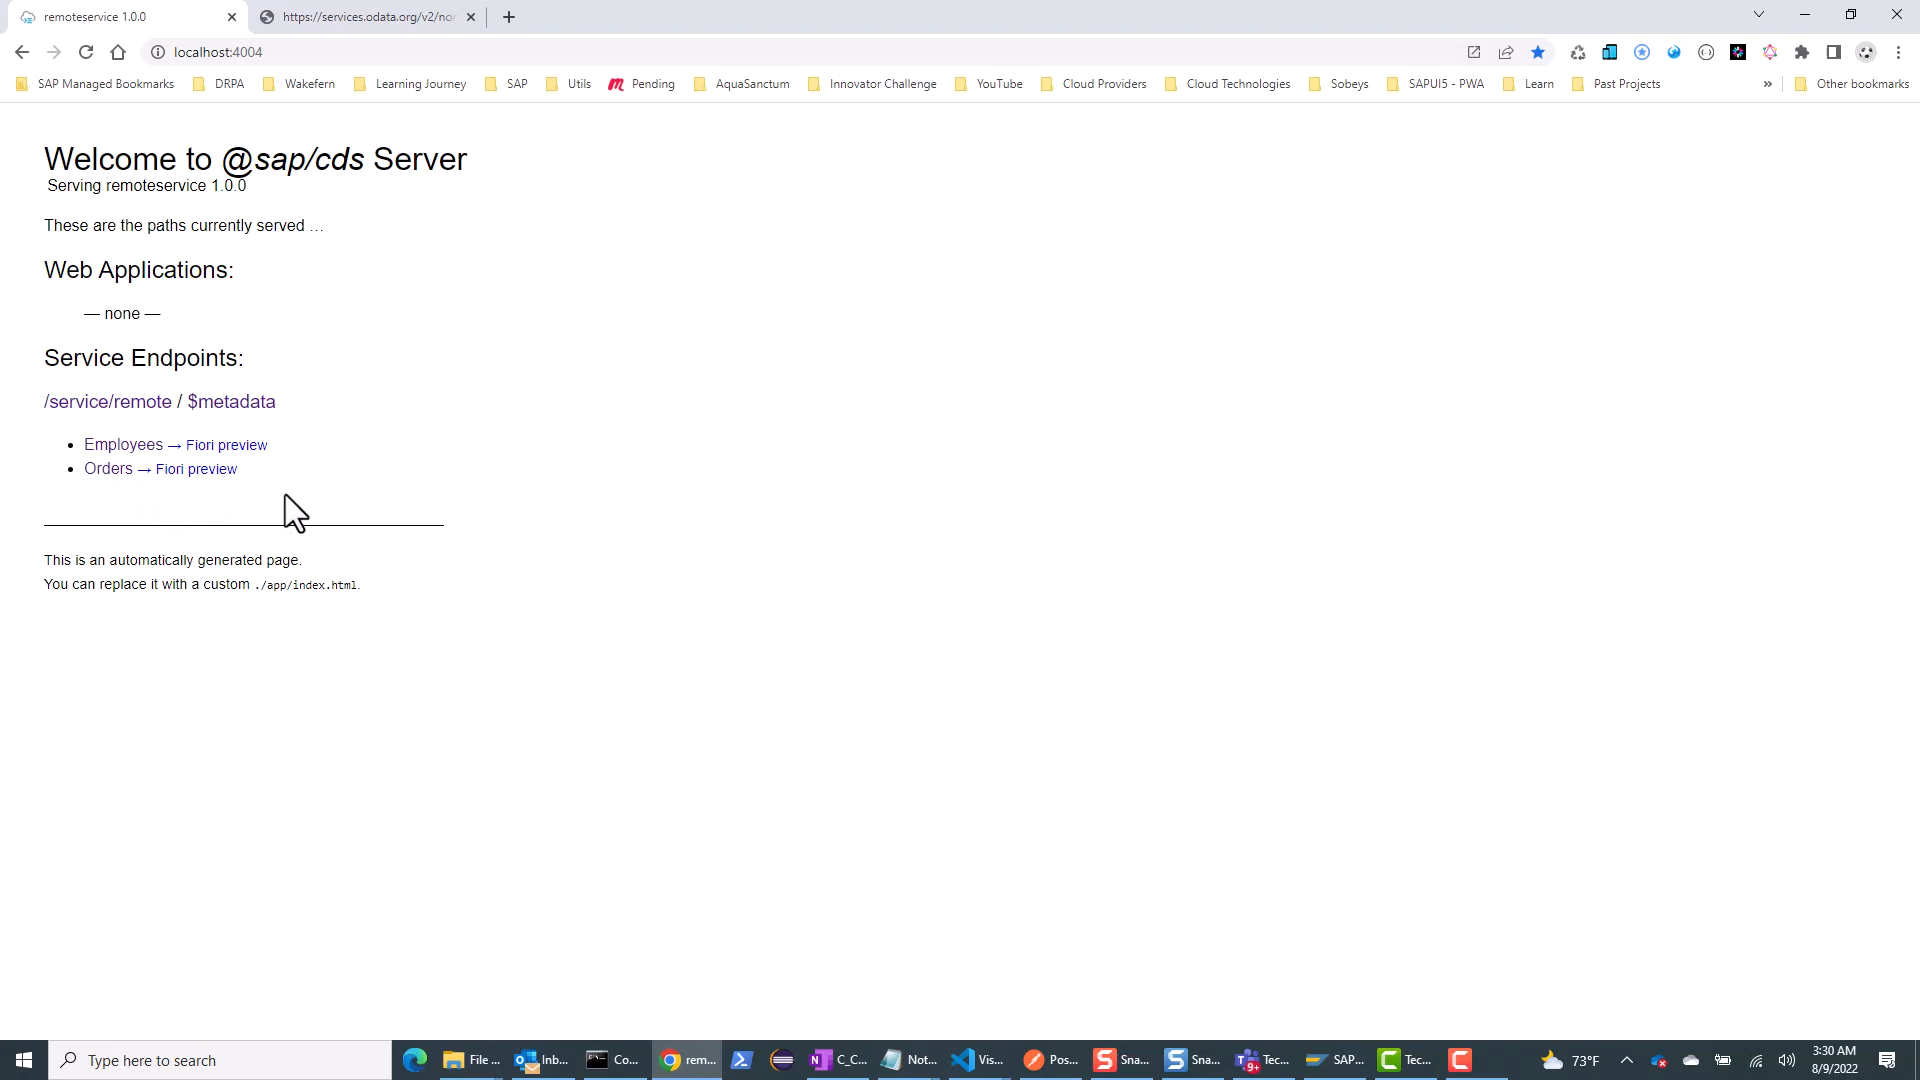 remoteservice 1.0.0
https://services.odata.org/v2/nor
localhost:4004
SAP Managed Bookmarks
DRPA
Wakefern
Learning Journey
SAP
Utils
Pending
AquaSanctum
Innovator Challenge
YouTube
Cloud Providers
Cloud Technologies
Sobeys
SAPUI5 - PWA
Learn
Past Projects
»
Other bookmarks
Welcome to @sap/cds Server
Serving remoteservice 1.0.0
These are the paths currently served …
Web Applications:
— none —
Service Endpoints:
/service/remote / $metadata
• Employees → Fiori preview
• Orders → Fiori preview
This is an automatically generated page.
You can replace it with a custom ./app/index.html.
Type here to search
File ...
Inb...
Co...
rem...
C_C...
Not...
Vis...
Pos...
Sna...
Sna...
9+
Tec...
SAP...
Tec...
73°F
3:30 AM
8/9/2022